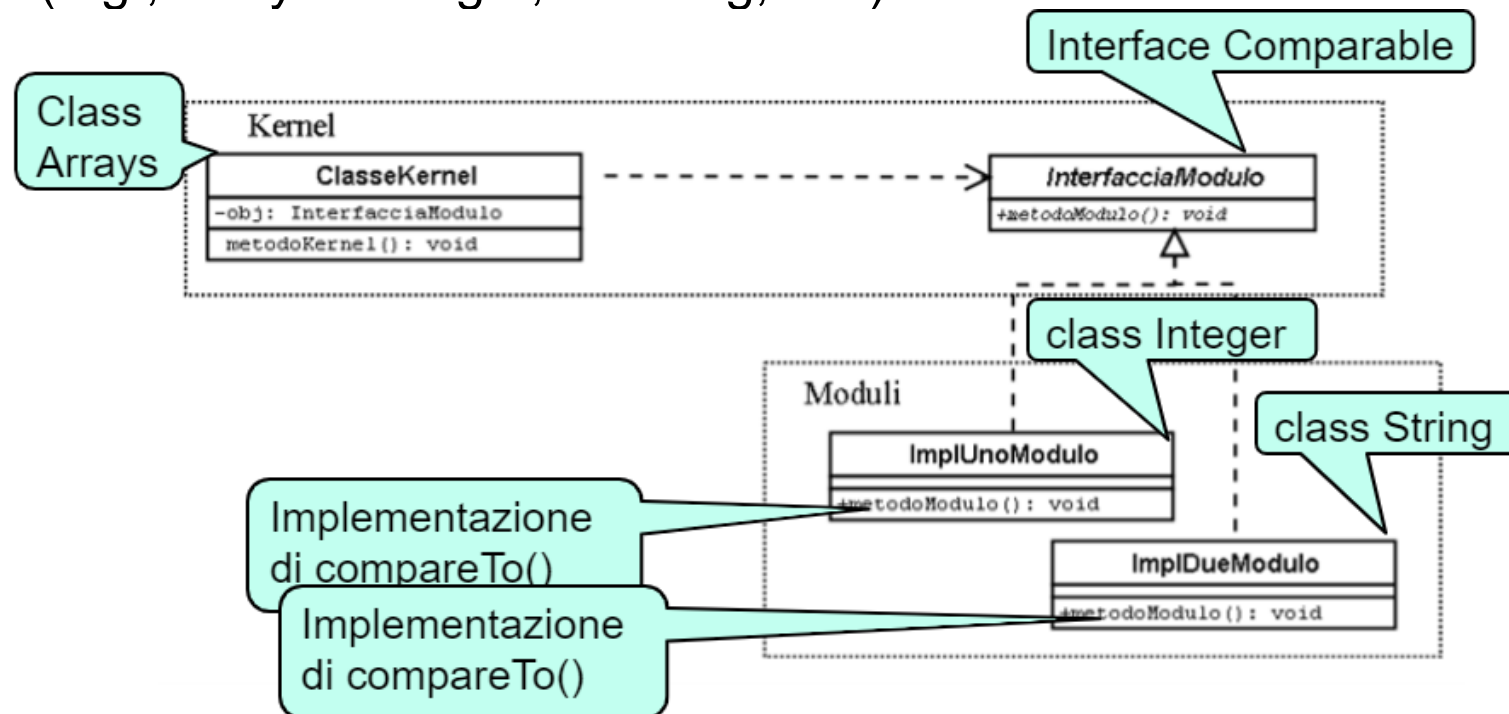 Interface Comparable
Class
Arrays
Kernel
ClasseKernel
-obj: InterfacciaModulo
metodoKernel(): void
InterfacciaModulo
+metodoModulo(): void
class Integer
Moduli
class String
ImplUnoModulo
+metodoModulo(): void
Implementazione
di compareTo()
ImplDueModulo
+metodoModulo(): void
Implementazione
di compareTo()